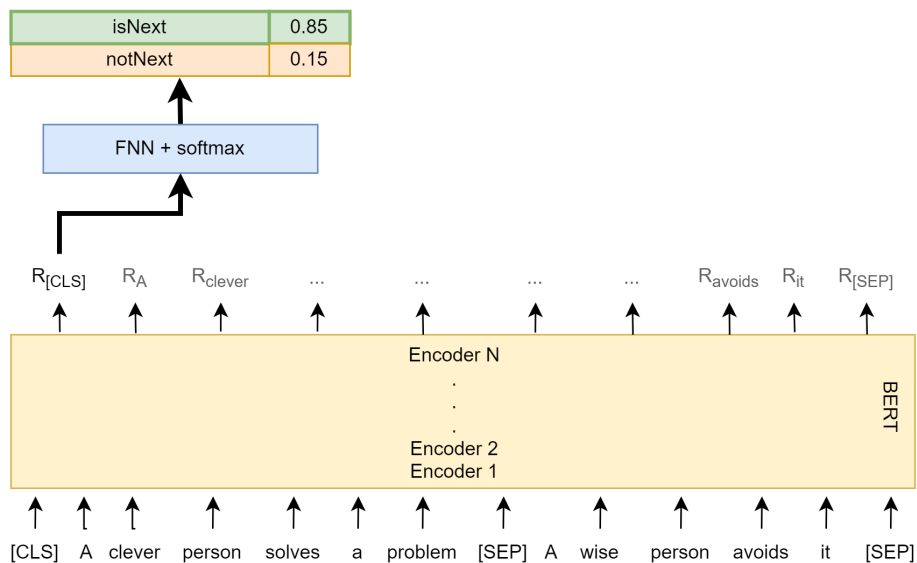 isNext 0.85
notNext 0.15
FNN + softmax
R[CLS] RA Rclever ... ... ... ... Ravoids Rit R[SEP]
Encoder N
.
.
.
Encoder 2
Encoder 1
BERT
[CLS] A clever person solves a problem [SEP] A wise person avoids it [SEP]